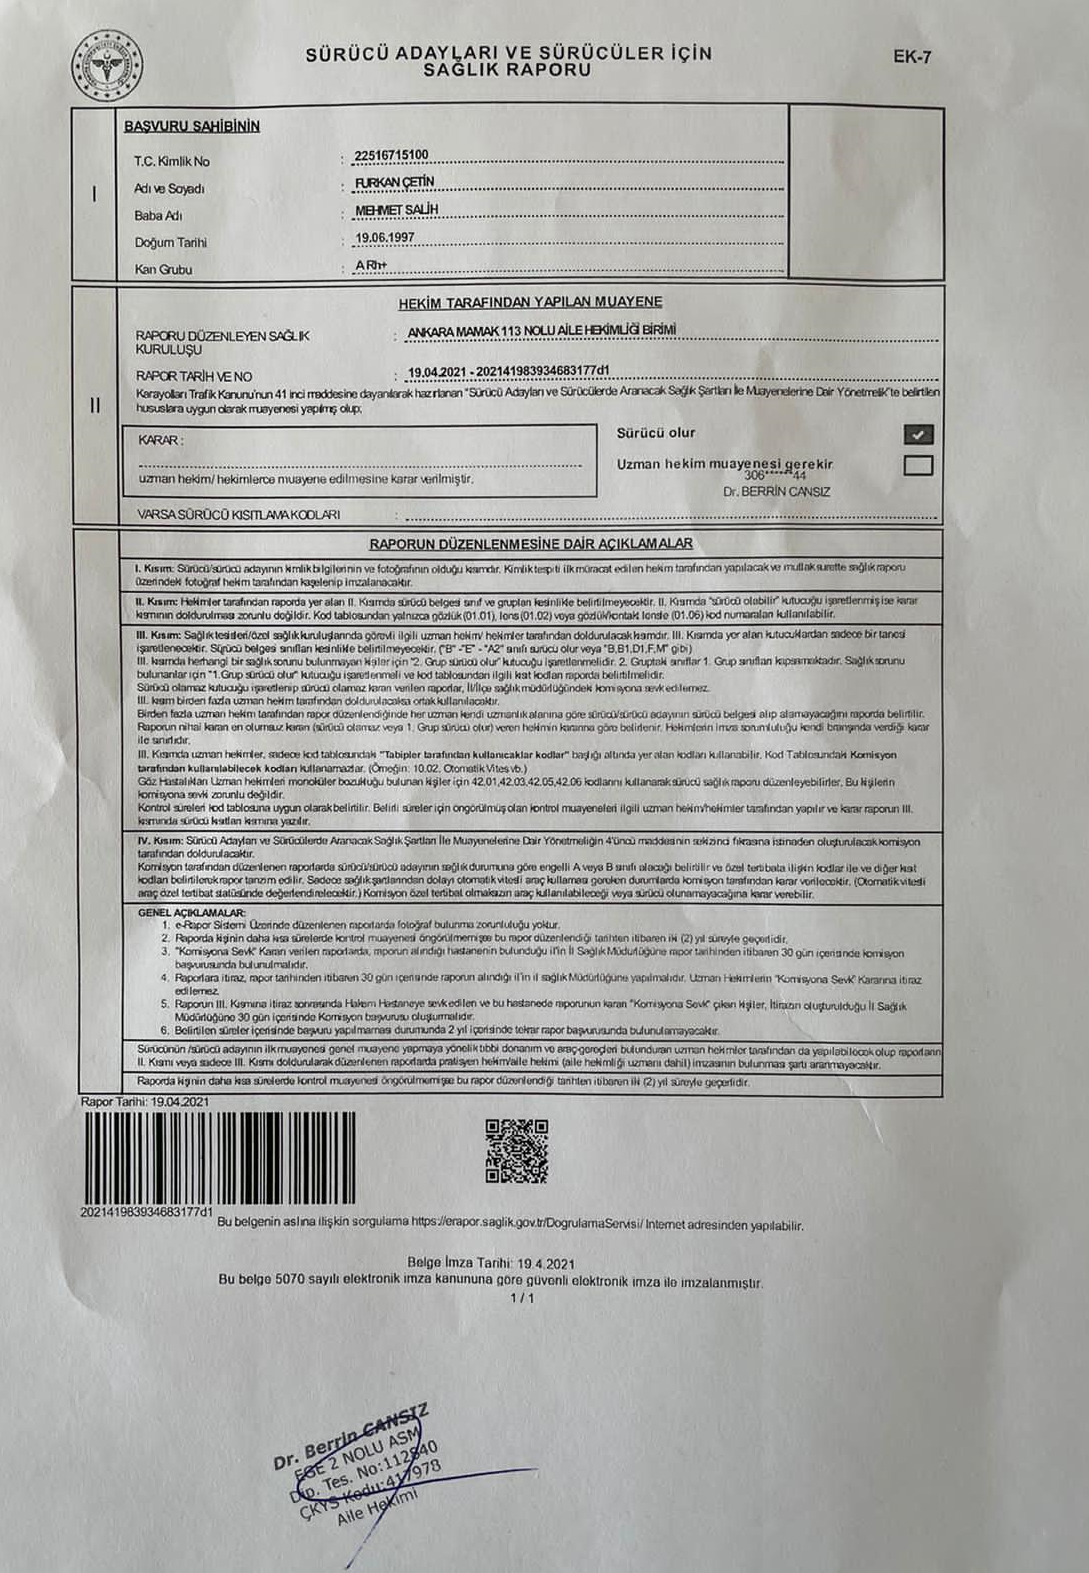 SÜRÜCÜ ADAYLARI VE SÜRÜCÜLER İÇİN
SAĞLIK RAPORU
EK-7
I
BAŞVURU SAHİBİNİN
T.C. Kimlik No : 22516715100
Adı ve Soyadı : FURKAN ÇETİN
Baba Adı : MEHMET SALİH
Doğum Tarihi : 19.06.1997
Kan Grubu : A Rh+
II
HEKİM TARAFINDAN YAPILAN MUAYENE
RAPORU DÜZENLEYEN SAĞLIK : ANKARA MAMAK 113 NOLU AİLE HEKİMLİĞİ BİRİMİ
KURULUŞU
RAPOR TARİH VE NO : 19.04.2021 - 202141983934683177d1
Karayolları Trafik Kanunu'nun 41 inci maddesine dayanılarak hazırlanan "Sürücü Adayları ve Sürücülerde Aranacak Sağlık Şartları İle Muayenelerine Dair Yönetmelik'te belirtilen
hususlara uygun olarak muayenesi yapılmış olup;
KARAR :
uzman hekim/ hekimlerce muayene edilmesine karar verilmiştir.
Sürücü olur
Uzman hekim muayenesi gerekir
306******44
Dr. BERRİN CANSIZ
VARSA SÜRÜCÜ KISITLAMA KODLARI :
RAPORUN DÜZENLENMESİNE DAİR AÇIKLAMALAR
I. Kısım: Sürücü/sürücü adayının kimlik bilgilerinin ve fotoğrafının olduğu kısımdır. Kimlik tespiti ilk müracat edilen hekim tarafından yapılacak ve mutlak surette sağlık raporu
üzerindeki fotoğraf hekim tarafından kaşelenip imzalanacaktır.
II. Kısım: Hekimler tarafından raporda yer alan II. Kısımda sürücü belgesi sınıf ve grupları kesinlikle belirtilmeyecektir. II. Kısımda "sürücü olabilir" kutucuğu işaretlenmiş ise karar
kısmının doldurulması zorunlu değildir. Kod tablosundan yalnızca gözlük (01.01), lens (01.02) veya gözlük/kontak lensle (01.06) kod numaraları kullanılabilir.
III. Kısım: Sağlık tesisleri/özel sağlık kuruluşlarında görevli ilgili uzman hekim/ hekimler tarafından doldurulacak kısımdır. III. Kısımda yer alan kutucuklardan sadece bir tanesi
işaretlenecektir. Sürücü belgesi sınıfları kesinlikle belirtilmeyecektir. ("B" -"E" - "A2" sınıfı sürücü olur veya "B,B1,D1,F,M" gibi)
III. kısımda herhangi bir sağlık sorunu bulunmayan kişiler için "2. Grup sürücü olur" kutucuğu işaretlenmelidir. 2. Gruptaki sınıflar 1. Grup sınıfları kapsamaktadır. Sağlık sorunu
bulunanlar için "1.Grup sürücü olur" kutucuğu işaretlenmeli ve kod tablosundan ilgili kısıt kodları raporda belirtilmelidir.
Sürücü olamaz kutucuğu işaretlenip sürücü olamaz kararı verilen raporlar, İl/İlçe sağlık müdürlüğündeki komisyona sevk edilemez.
III. kısım birden fazla uzman hekim tarafından doldurulacaksa ortak kullanılacaktır.
Birden fazla uzman hekim tarafından rapor düzenlendiğinde her uzman kendi uzmanlık alanına göre sürücü/sürücü adayının sürücü belgesi alıp alamayacağını raporda belirtilir.
Raporun nihai kararı en olumsuz kararı (sürücü olamaz veya 1. Grup sürücü olur) veren hekimin kararına göre belirlenir. Hekimlerin imza sorumluluğu kendi branşında verdiği karar
ile sınırlıdır.
III. Kısımda uzman hekimler, sadece kod tablosundaki "Tabipler tarafından kullanıcaklar kodlar" başlığı altında yer alan kodları kullanabilir. Kod Tablosundaki Komisyon
tarafından kullanılabilecek kodları kullanamazlar. (Örneğin: 10.02. Otomatik Vites vb.)
Göz Hastalıkları Uzman hekimleri monoküler bozukluğu bulunan kişiler için 42.01,42.03,42.05,42.06 kodlarını kullanarak sürücü sağlık raporu düzenleyebilirler. Bu kişilerin
komisyona sevki zorunlu değildir.
Kontrol süreleri kod tablosuna uygun olarak belirtilir. Belirli süreler için öngörülmüş olan kontrol muayeneleri ilgili uzman hekim/hekimler tarafından yapılır ve karar raporun III.
kısmında sürücü kısıtları kısmına yazılır.
IV. Kısım: Sürücü Adayları ve Sürücülerde Aranacak Sağlık Şartları İle Muayenelerine Dair Yönetmeliğin 4'üncü maddesinin sekizinci fıkrasına istinaden oluşturulacak komisyon
tarafından doldurulacaktır.
Komisyon tarafından düzenlenen raporlarda sürücü/sürücü adayının sağlık durumuna göre engelli A veya B sınıfı alacağı belirtilir ve özel tertibata ilişkin kodlar ile ve diğer kısıt
kodları belirtilerek rapor tanzim edilir. Sadece sağlık şartlarından dolayı otomatik vitesli araç kullanması gereken durumlarda komisyon tarafından karar verilecektir. (Otomatik vitesli
araç özel tertibat statüsünde değerlendirelecektir.) Komisyon özel tertibat olmaksızın araç kullanılabileceği veya sürücü olunamayacağına karar verebilir.
GENEL AÇIKLAMALAR:
1. e-Rapor Sistemi Üzerinde düzenlenen raporlarda fotoğraf bulunma zorunluluğu yoktur.
2. Raporda kişinin daha kısa sürelerde kontrol muayenesi öngörülmemişse bu rapor düzenlendiği tarihten itibaren iki (2) yıl süreyle geçerlidir.
3. "Komisyona Sevk" Kararı verilen raporlarda, raporun alındığı hastanenin bulunduğu il'in İl Sağlık Müdürlüğüne rapor tarihinden itibaren 30 gün içerisinde komisyon
başvurusunda bulunulmalıdır.
4. Raporlara itiraz, rapor tarihinden itibaren 30 gün içerisinde raporun alındığı il'in il sağlık Müdürlüğüne yapılmalıdır. Uzman Hekimlerin "Komisyona Sevk" Kararına itiraz
edilemez.
5. Raporun III. Kısmına itiraz sonrasında Hakem Hastaneye sevk edilen ve bu hastanede raporunun kararı "Komisyona Sevk" çıkan kişiler, İtirazın oluşturulduğu İl Sağlık
Müdürlüğüne 30 gün içerisinde Komisyon başvurusu oluşturmalıdır.
6. Belirtilen süreler içerisinde başvuru yapılmaması durumunda 2 yıl içerisinde tekrar rapor başvurusunda bulunulamayacaktır.
Sürücünün /sürücü adayının ilk muayenesi genel muayene yapmaya yönelik tıbbi donanım ve araç-gereçleri bulunduran uzman hekimler tarafından da yapılabilecek olup raporların
II. Kısmı veya sadece III. Kısmı doldurularak düzenlenen raporlarda pratisyen hekim/aile hekimi (aile hekimliği uzmanı dahil) imzasının bulunması şartı aranmayacaktır.
Raporda kişinin daha kısa sürelerde kontrol muayenesi öngörülmemişse bu rapor düzenlendiği tarihten itibaren iki (2) yıl süreyle geçerlidir.
Rapor Tarihi: 19.04.2021
202141983934683177d1
Bu belgenin aslına ilişkin sorgulama https://erapor.saglik.gov.tr/DogrulamaServisi/ İnternet adresinden yapılabilir.
Belge İmza Tarihi: 19.4.2021
Bu belge 5070 sayılı elektronik imza kanununa göre güvenli elektronik imza ile imzalanmıştır.
1 / 1
Dr. Berrin CANSIZ
EGE 2 NOLU ASM
Dip. Tes. No:112840
ÇKYS Kodu:417978
Aile Hekimi